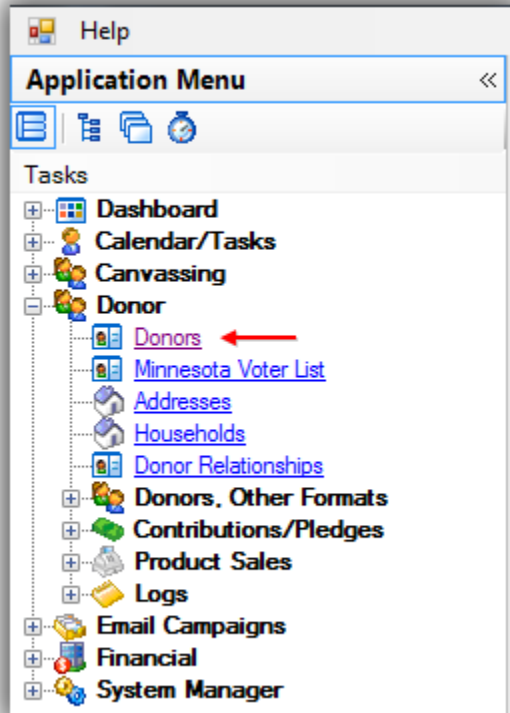 Help
Application Menu
Tasks
Dashboard
Calendar/Tasks
Canvassing
Donor
Donors
Minnesota Voter List
Addresses
Households
Donor Relationships
Donors, Other Formats
Contributions/Pledges
Product Sales
Logs
Email Campaigns
Financial
System Manager